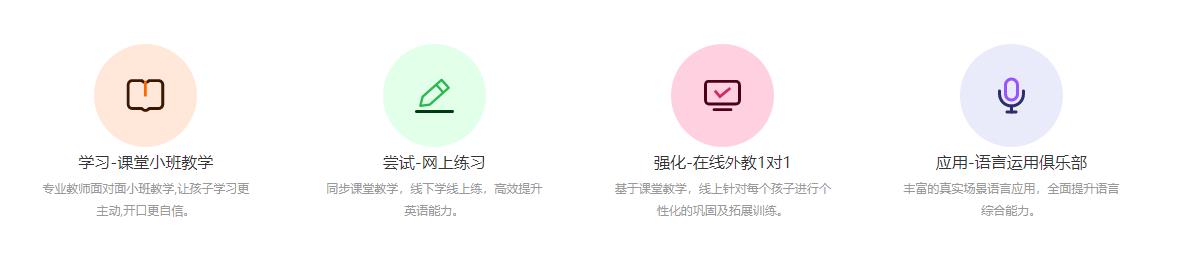 学习-课堂小班教学
专业教师面对面小班教学,让孩子学习更
主动,开口更自信。
尝试-网上练习
同步课堂教学，线下学线上练，高效提升
英语能力。
强化-在线外教1对1
基于课堂教学，线上针对每个孩子进行个
性化的巩固及拓展训练。
应用-语言运用俱乐部
丰富的真实场景语言应用，全面提升语言
综合能力。